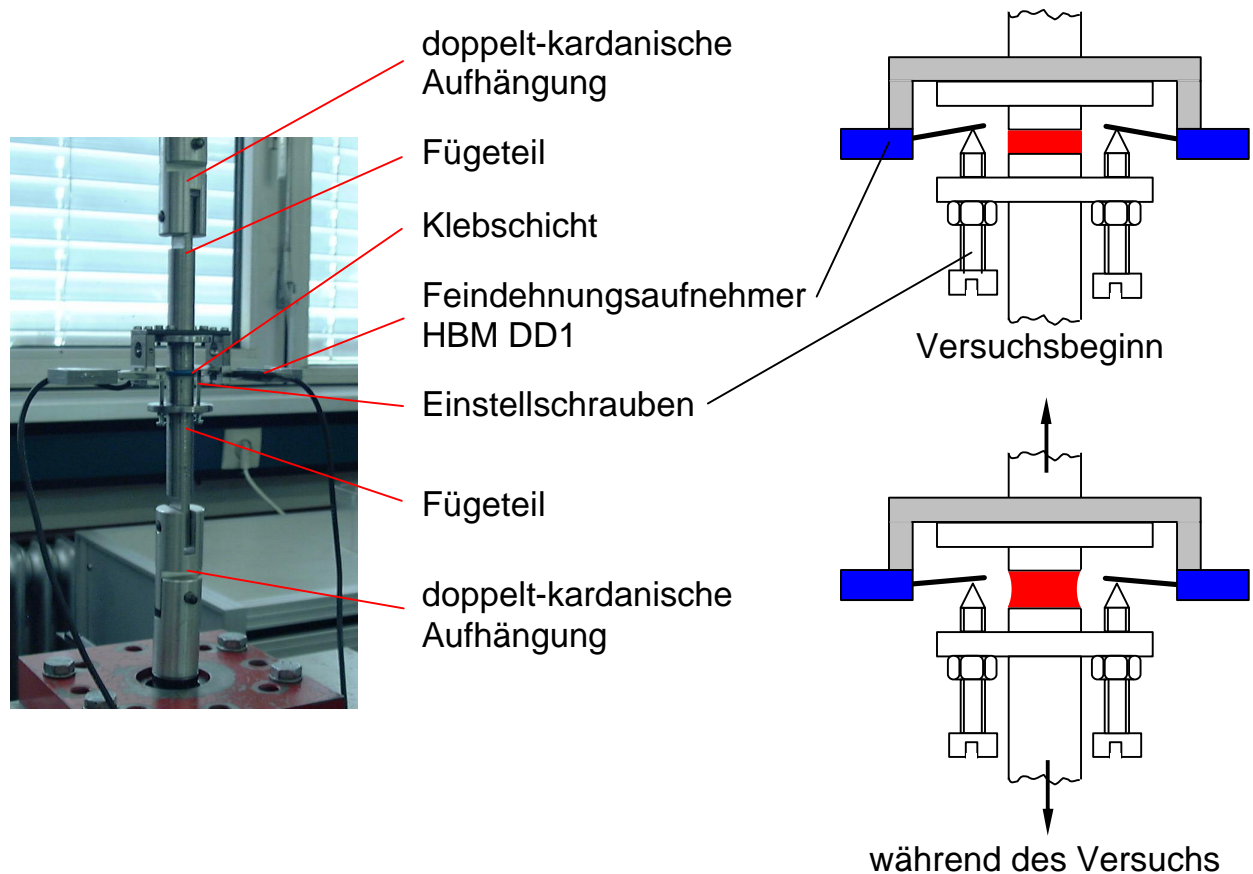 doppelt-kardanische
Aufhängung
Fügeteil
Klebschicht
Feindehnungsaufnehmer
HBM DD1
Einstellschrauben
Fügeteil
doppelt-kardanische
Aufhängung
Versuchsbeginn
während des Versuchs